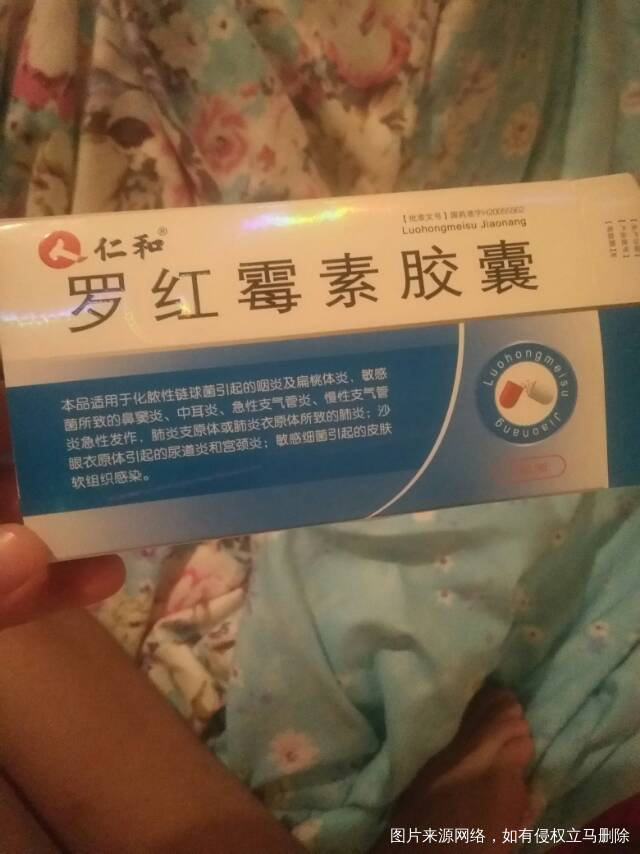 【批准文号】国药准字H20055962
Luohongmeisu Jiaonang
仁和®
罗红霉素胶囊
本品适用于化脓性链球菌引起的咽炎及扁桃体炎，敏感
菌所致的鼻窦炎、中耳炎、急性支气管炎、慢性支气管
炎急性发作，肺炎支原体或肺炎衣原体所致的肺炎；沙
眼衣原体引起的尿道炎和宫颈炎；敏感细菌引起的皮肤
软组织感染。
Luohongmeisu
Jiaonang
图片来源网络，如有侵权立马删除